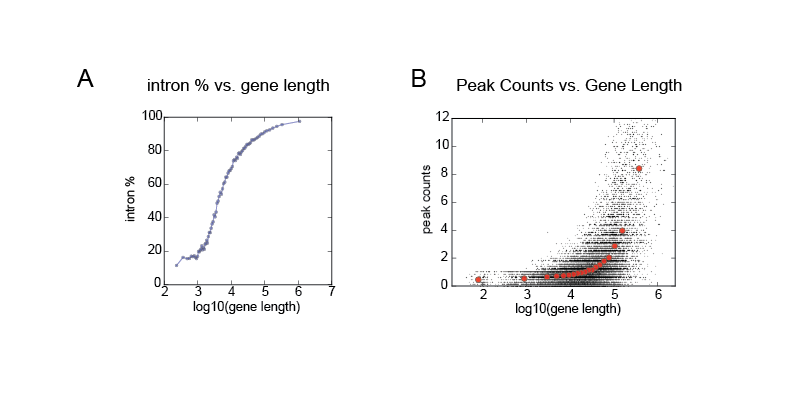 A
intron % vs. gene length
100
80
60
40
20
0
intron %
2 3 4 5 6 7
log10(gene length)
B
Peak Counts vs. Gene Length
12
10
8
6
4
2
0
peak counts
2 3 4 5 6
log10(gene length)